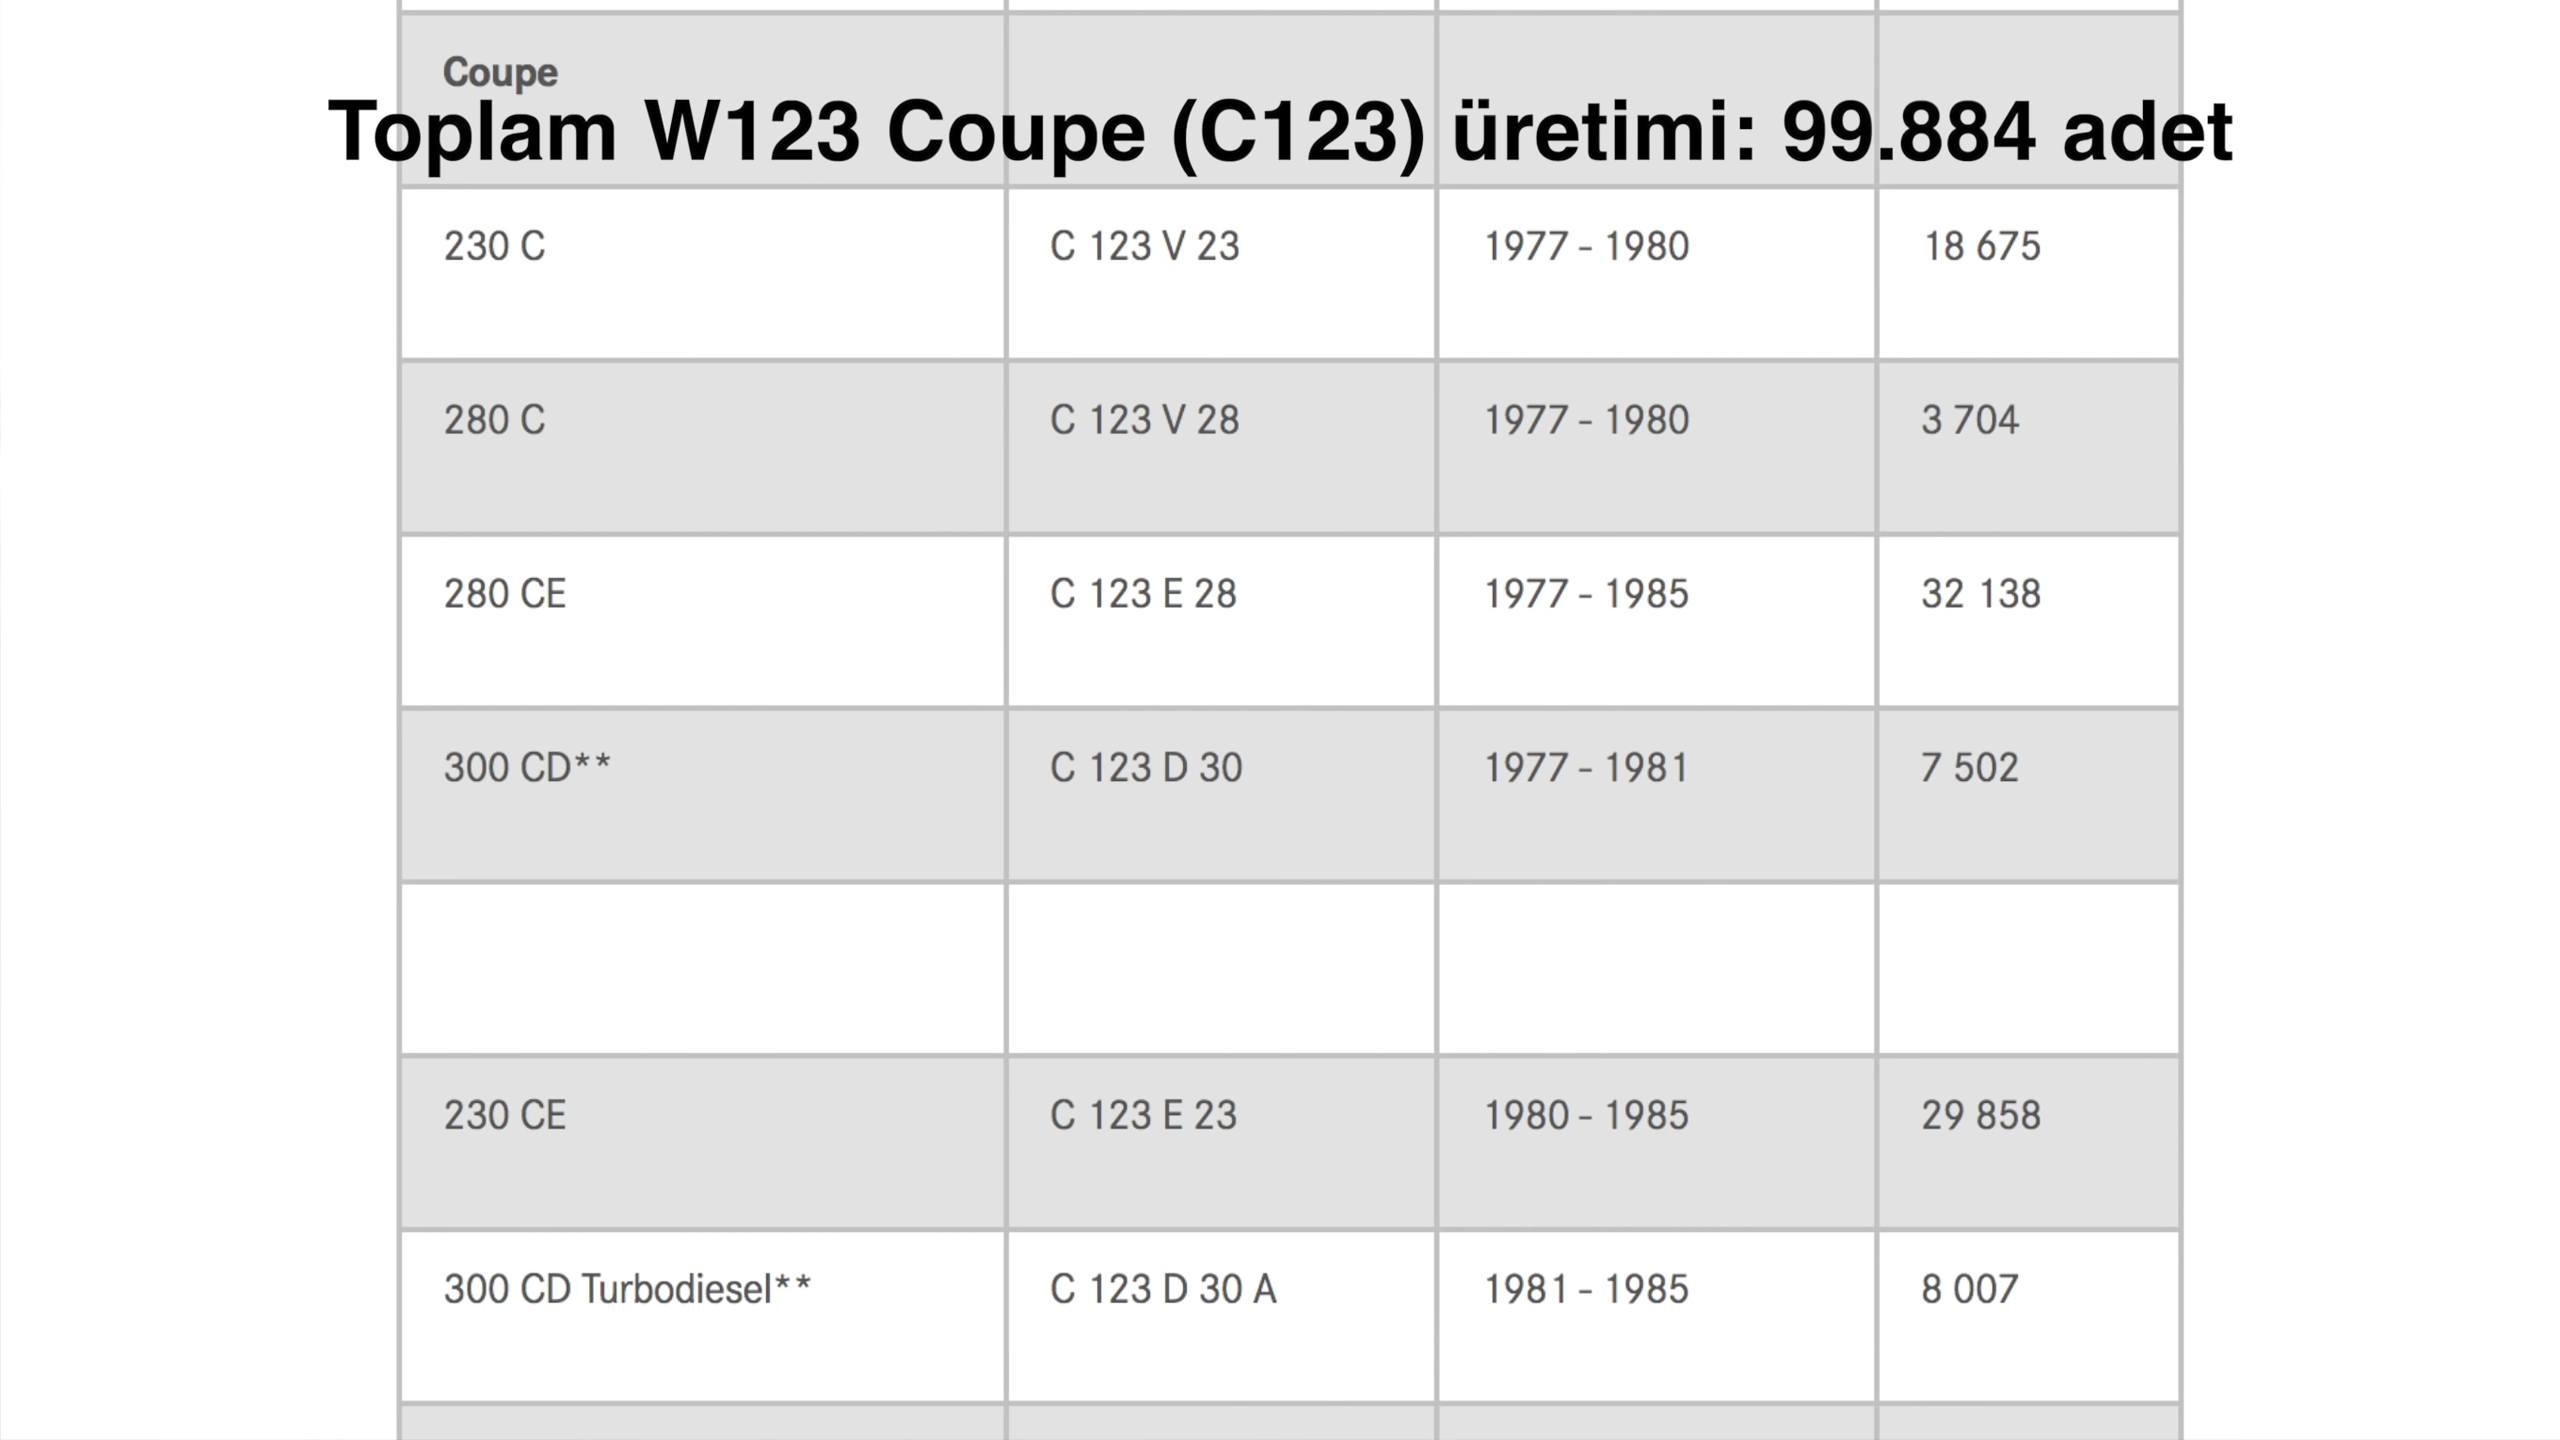 Coupe
Toplam W123 Coupe (C123) üretimi: 99.884 adet
230 C C 123 V 23 1977 - 1980 18 675
280 C C 123 V 28 1977 - 1980 3 704
280 CE C 123 E 28 1977 - 1985 32 138
300 CD** C 123 D 30 1977 - 1981 7 502
230 CE C 123 E 23 1980 - 1985 29 858
300 CD Turbodiesel** C 123 D 30 A 1981 - 1985 8 007